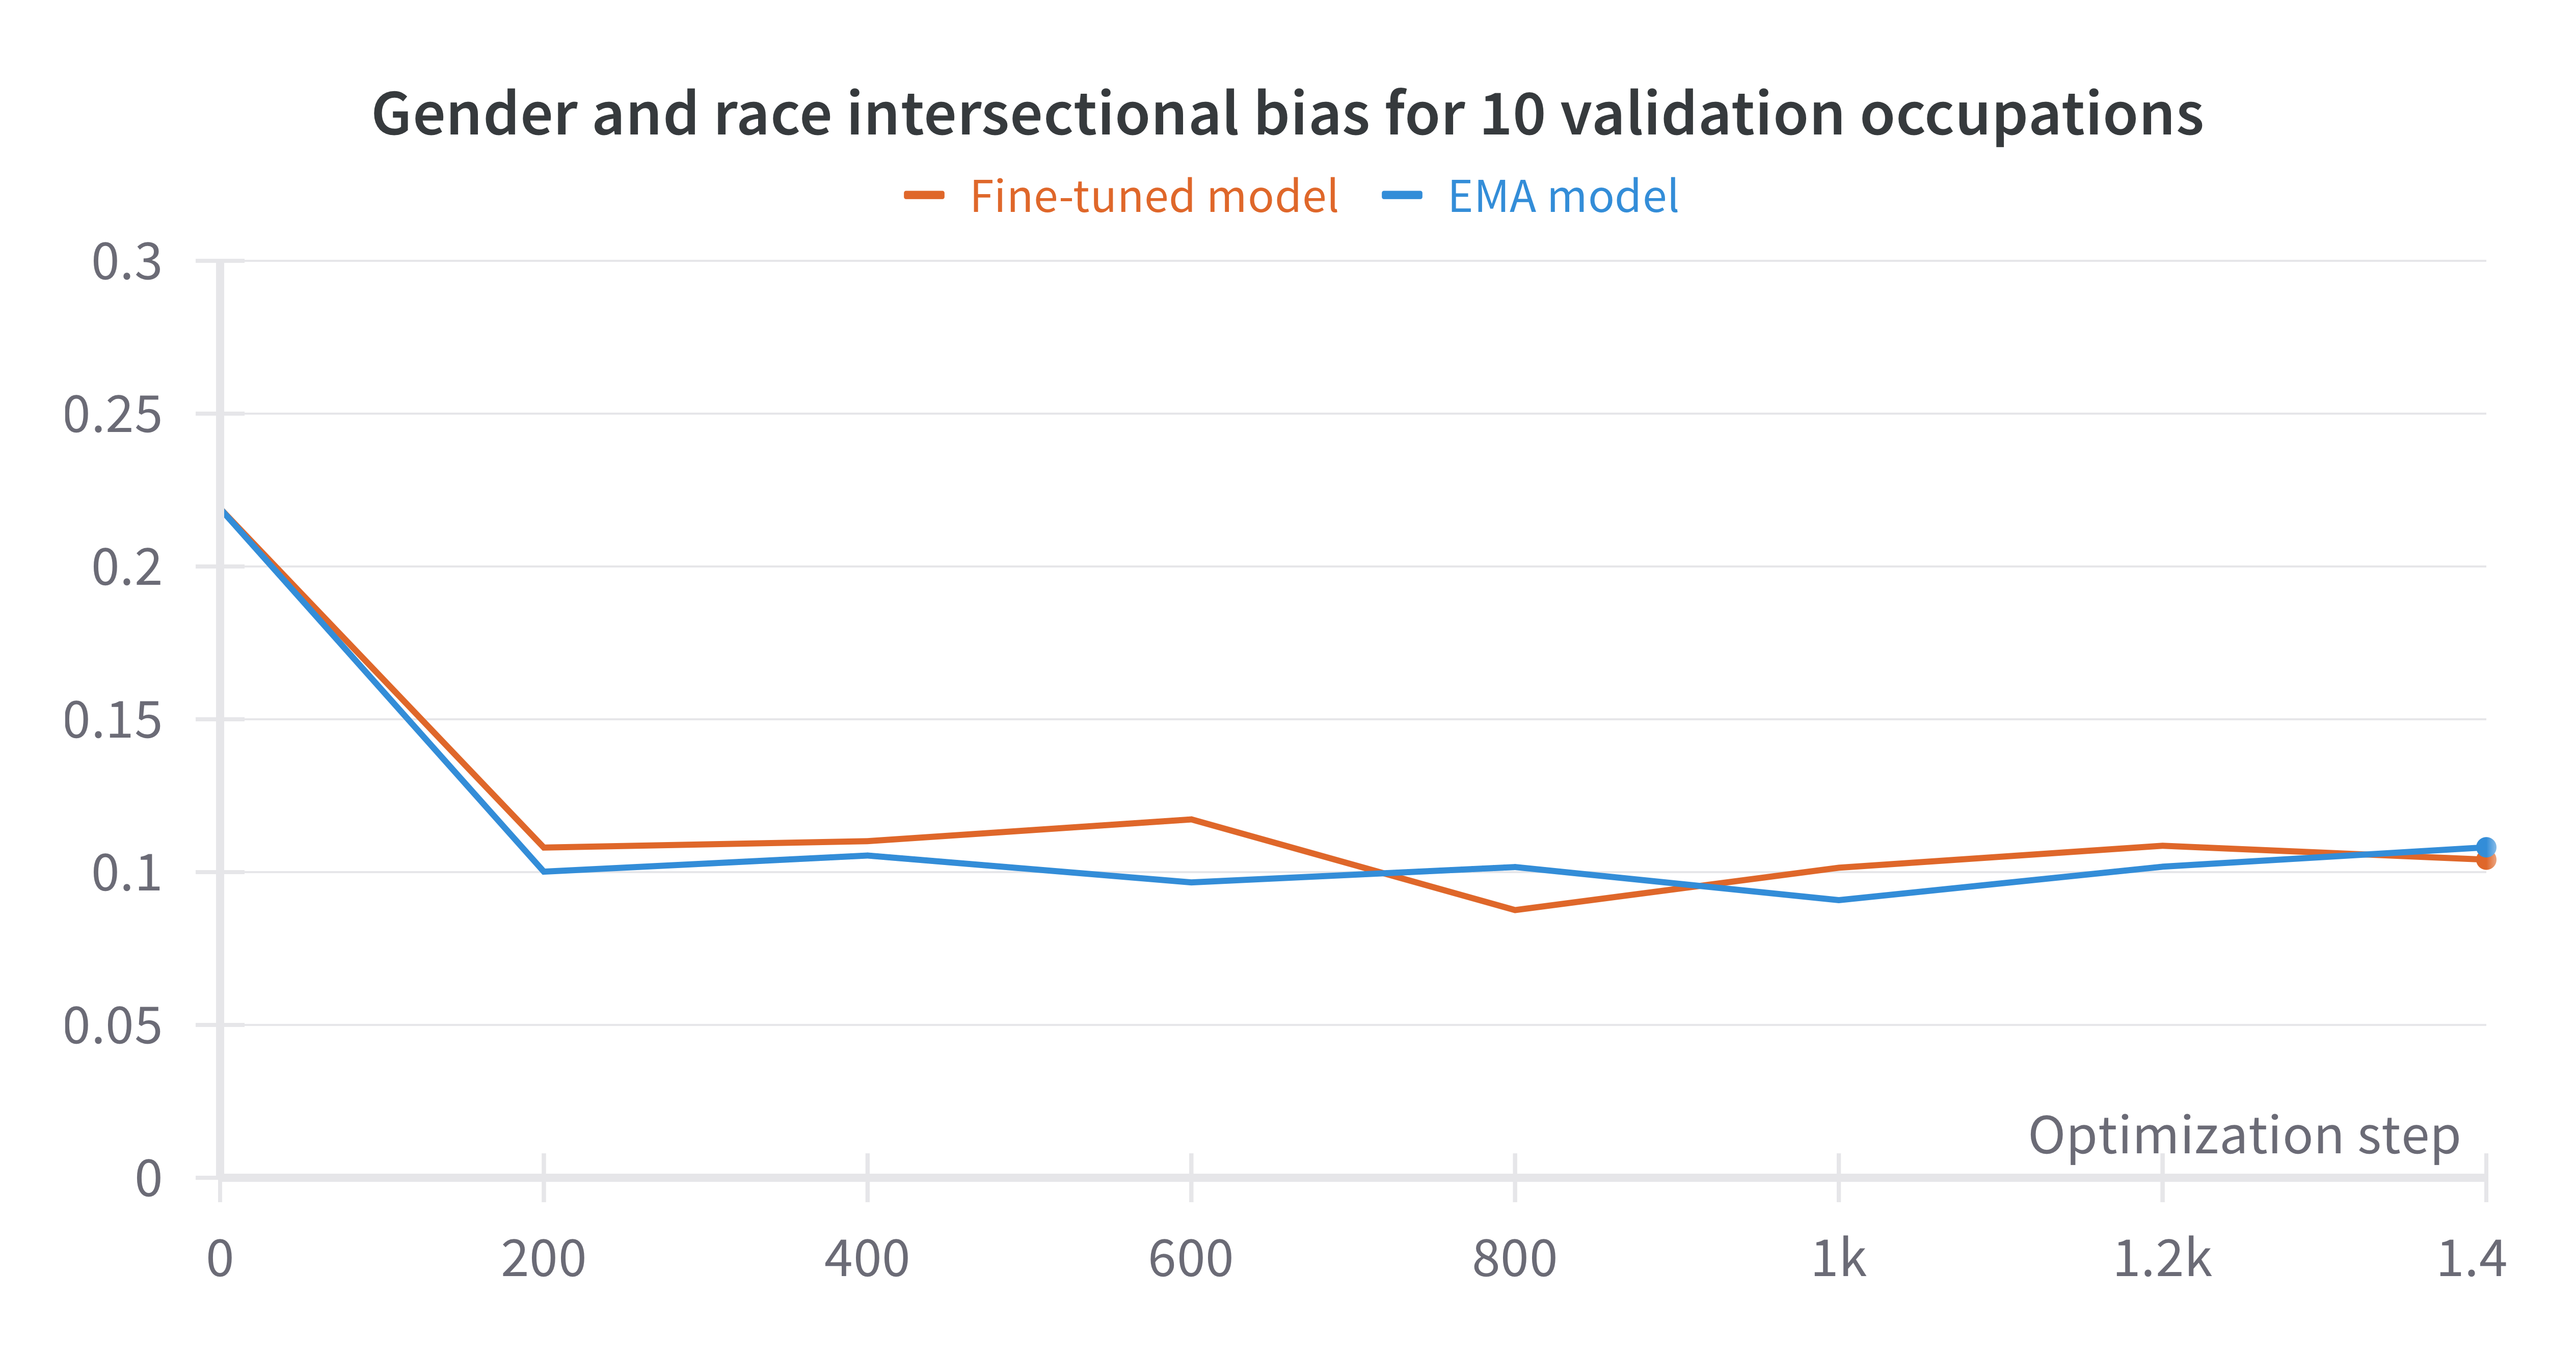 Gender and race intersectional bias for 10 validation occupations
Fine-tuned model EMA model
0.3
0.25
0.2
0.15
0.1
0.05
0
Optimization step
0 200 400 600 800 1k 1.2k 1.4